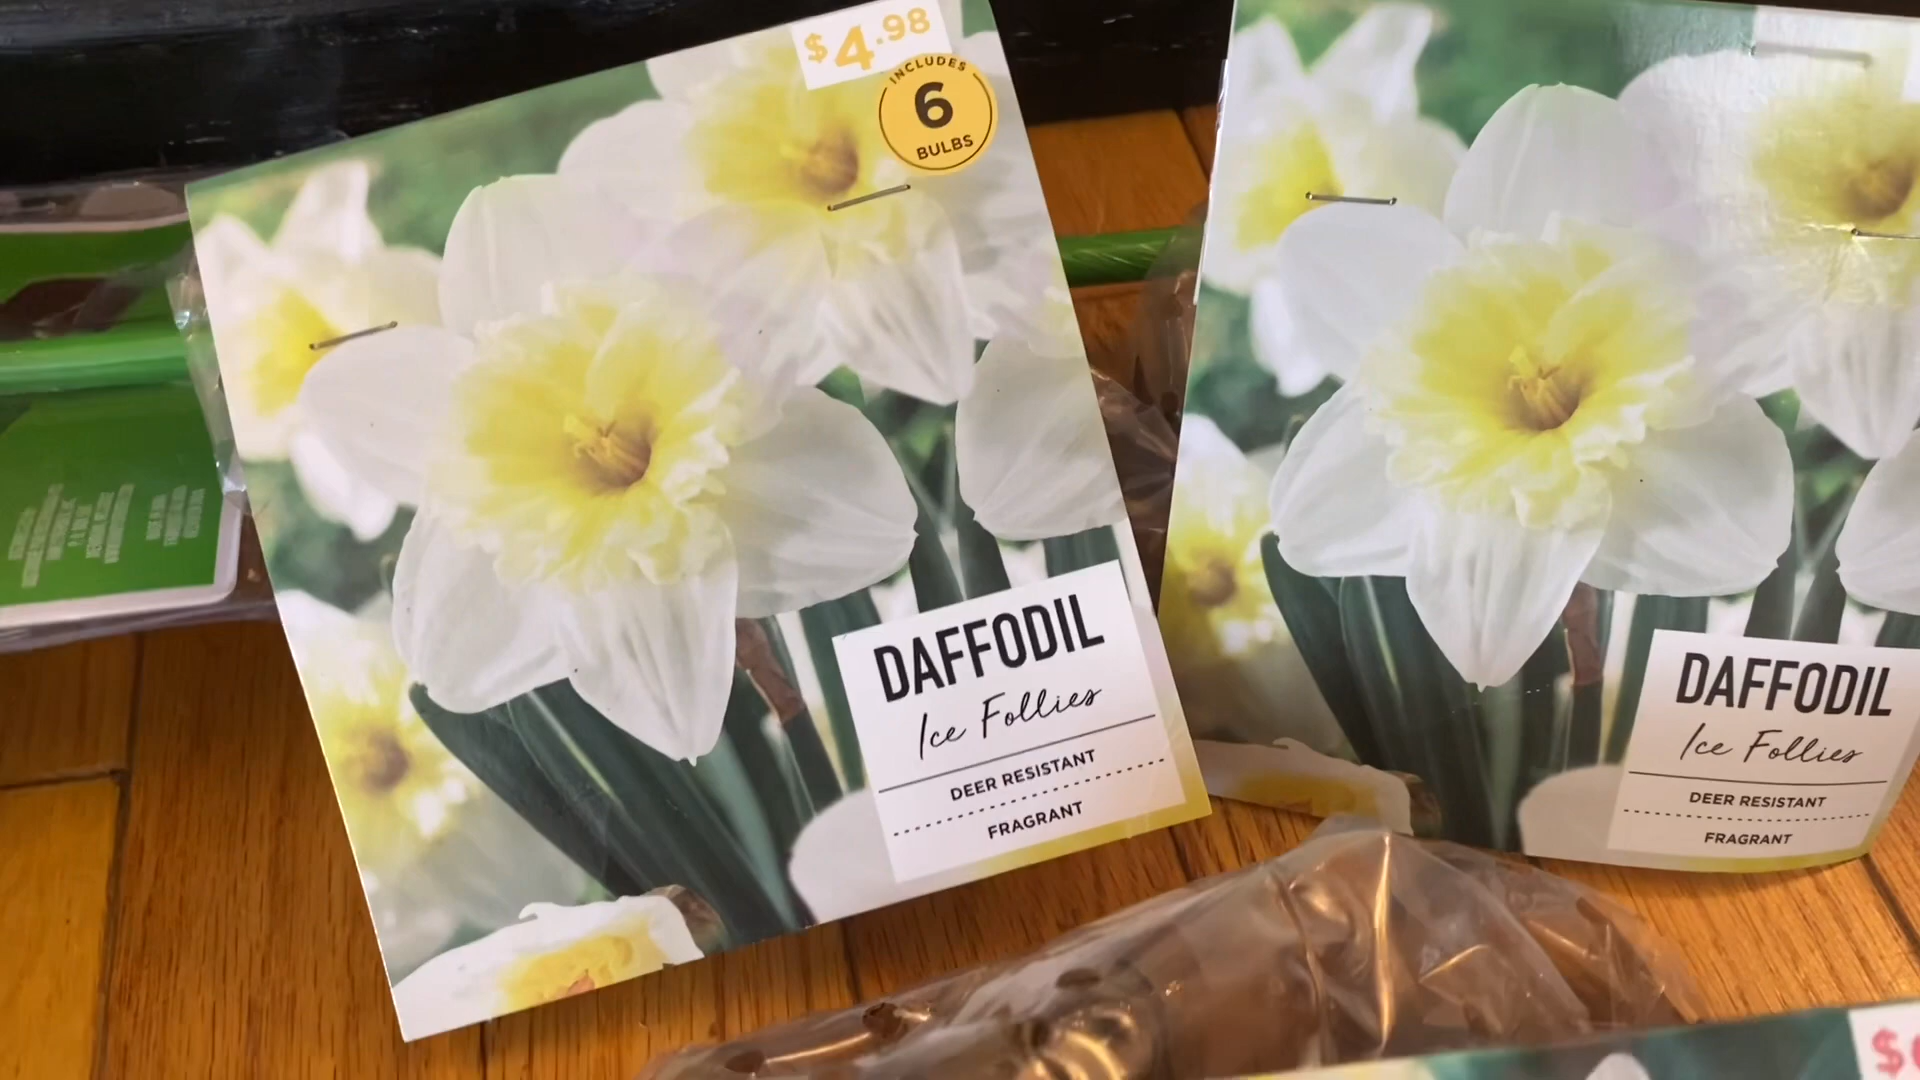 $4.98
INCLUDES
6
BULBS
DAFFODIL
Ice Follies
DEER RESISTANT
FRAGRANT
DAFFODIL
Ice Follies
DEER RESISTANT
FRAGRANT
$